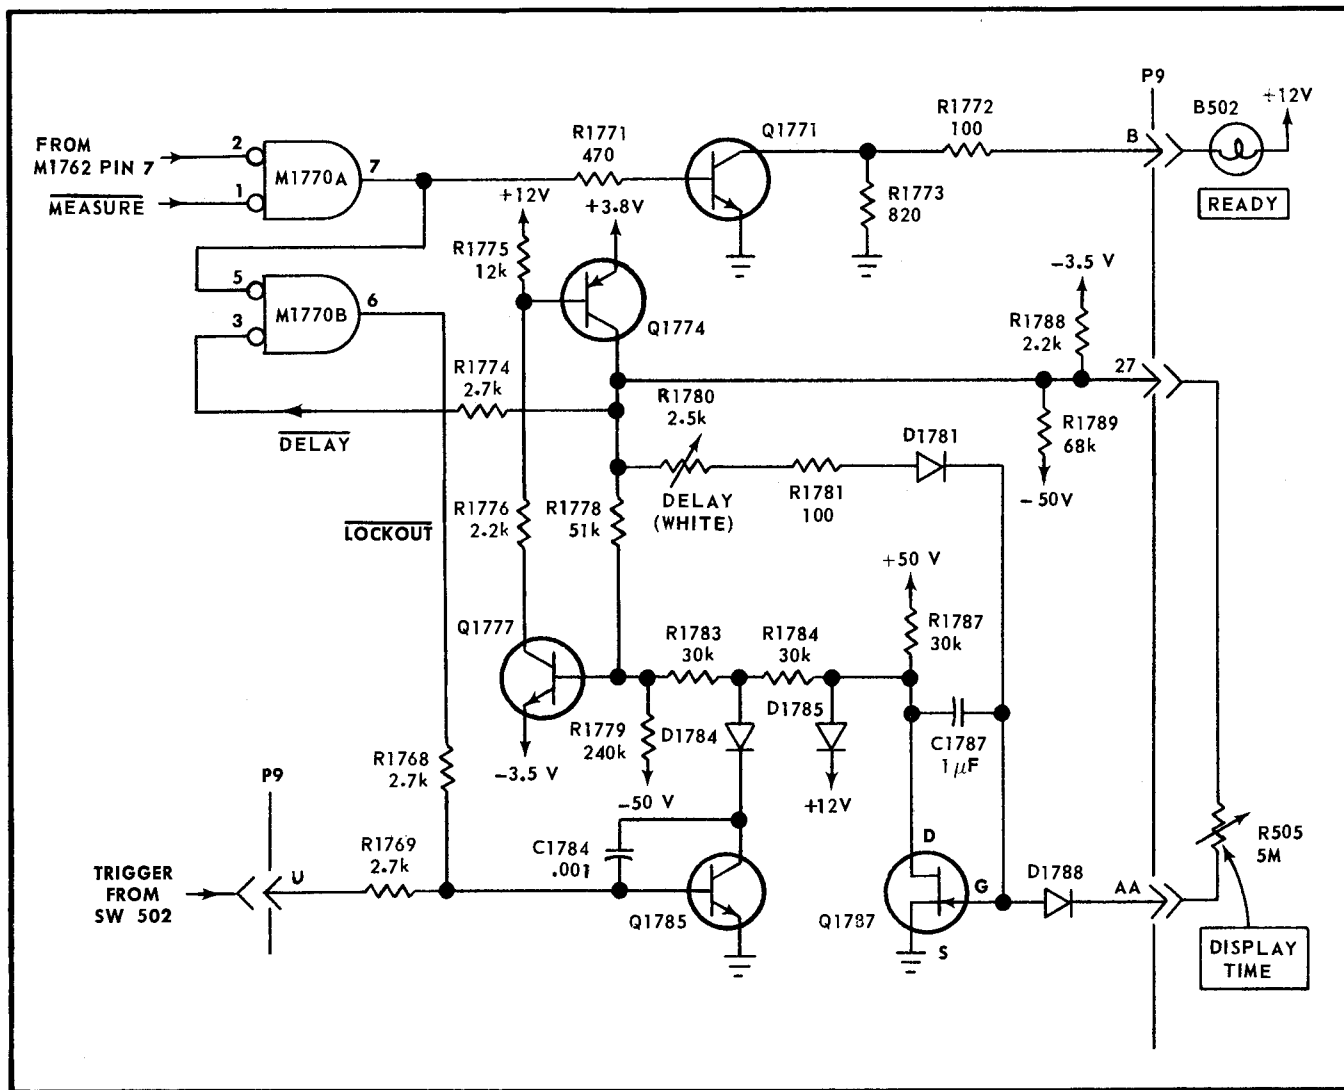 P9
R1772
100
B502
+12V
FROM
M1762 PIN 7
2
M1770A
7
R1771
470
Q1771
B
1
MEASURE
+12V
+3.8V
R1773
820
READY
R1775
12k
5
M1770B
6
3
Q1774
-3.5 V
R1788
2.2k
27
R1774
2.7k
R1780
2.5k
DELAY
D1781
R1789
68k
DELAY
(WHITE)
R1781
100
-50V
R1776
2.2k
R1778
51k
LOCKOUT
+50 V
R1787
30k
Q1777
R1783
30k
R1784
30k
D1785
R1779
240k
D1784
C1787
1μF
-3.5 V
-50 V
+12V
R1768
2.7k
P9
R505
5M
C1784
.001
D
TRIGGER
FROM
SW 502
U
R1769
2.7k
Q1785
Q1787
G
S
D1788
AA
DISPLAY
TIME